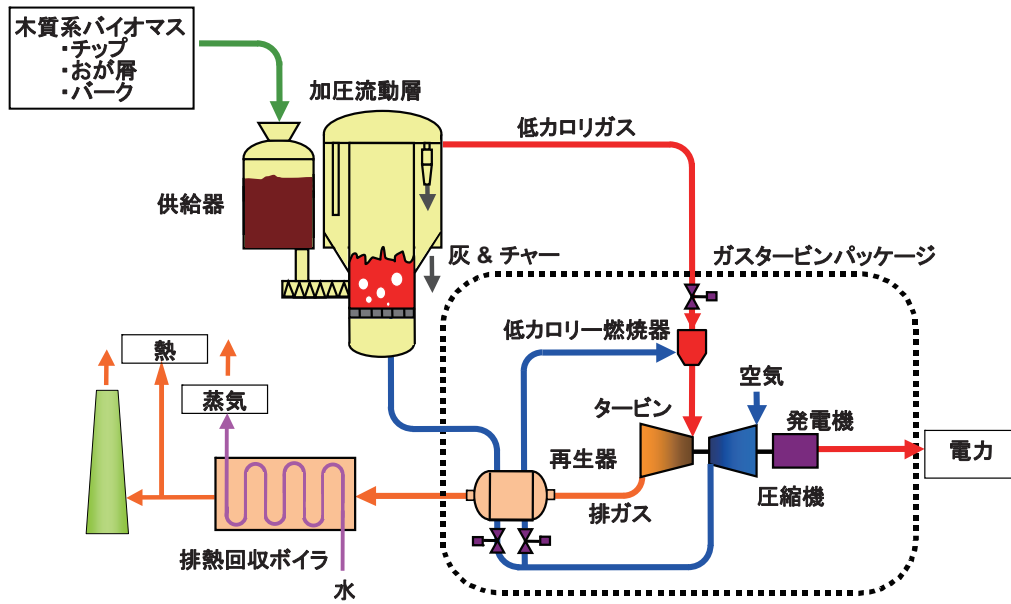 木質系バイオマス
・チップ
・おが屑
・バーク
加圧流動層
低カロリガス
供給器
灰 & チャー
ガスタービンパッケージ
低カロリー燃焼器
熱
空気
蒸気
タービン
発電機
再生器
電力
圧縮機
排ガス
排熱回収ボイラ
水